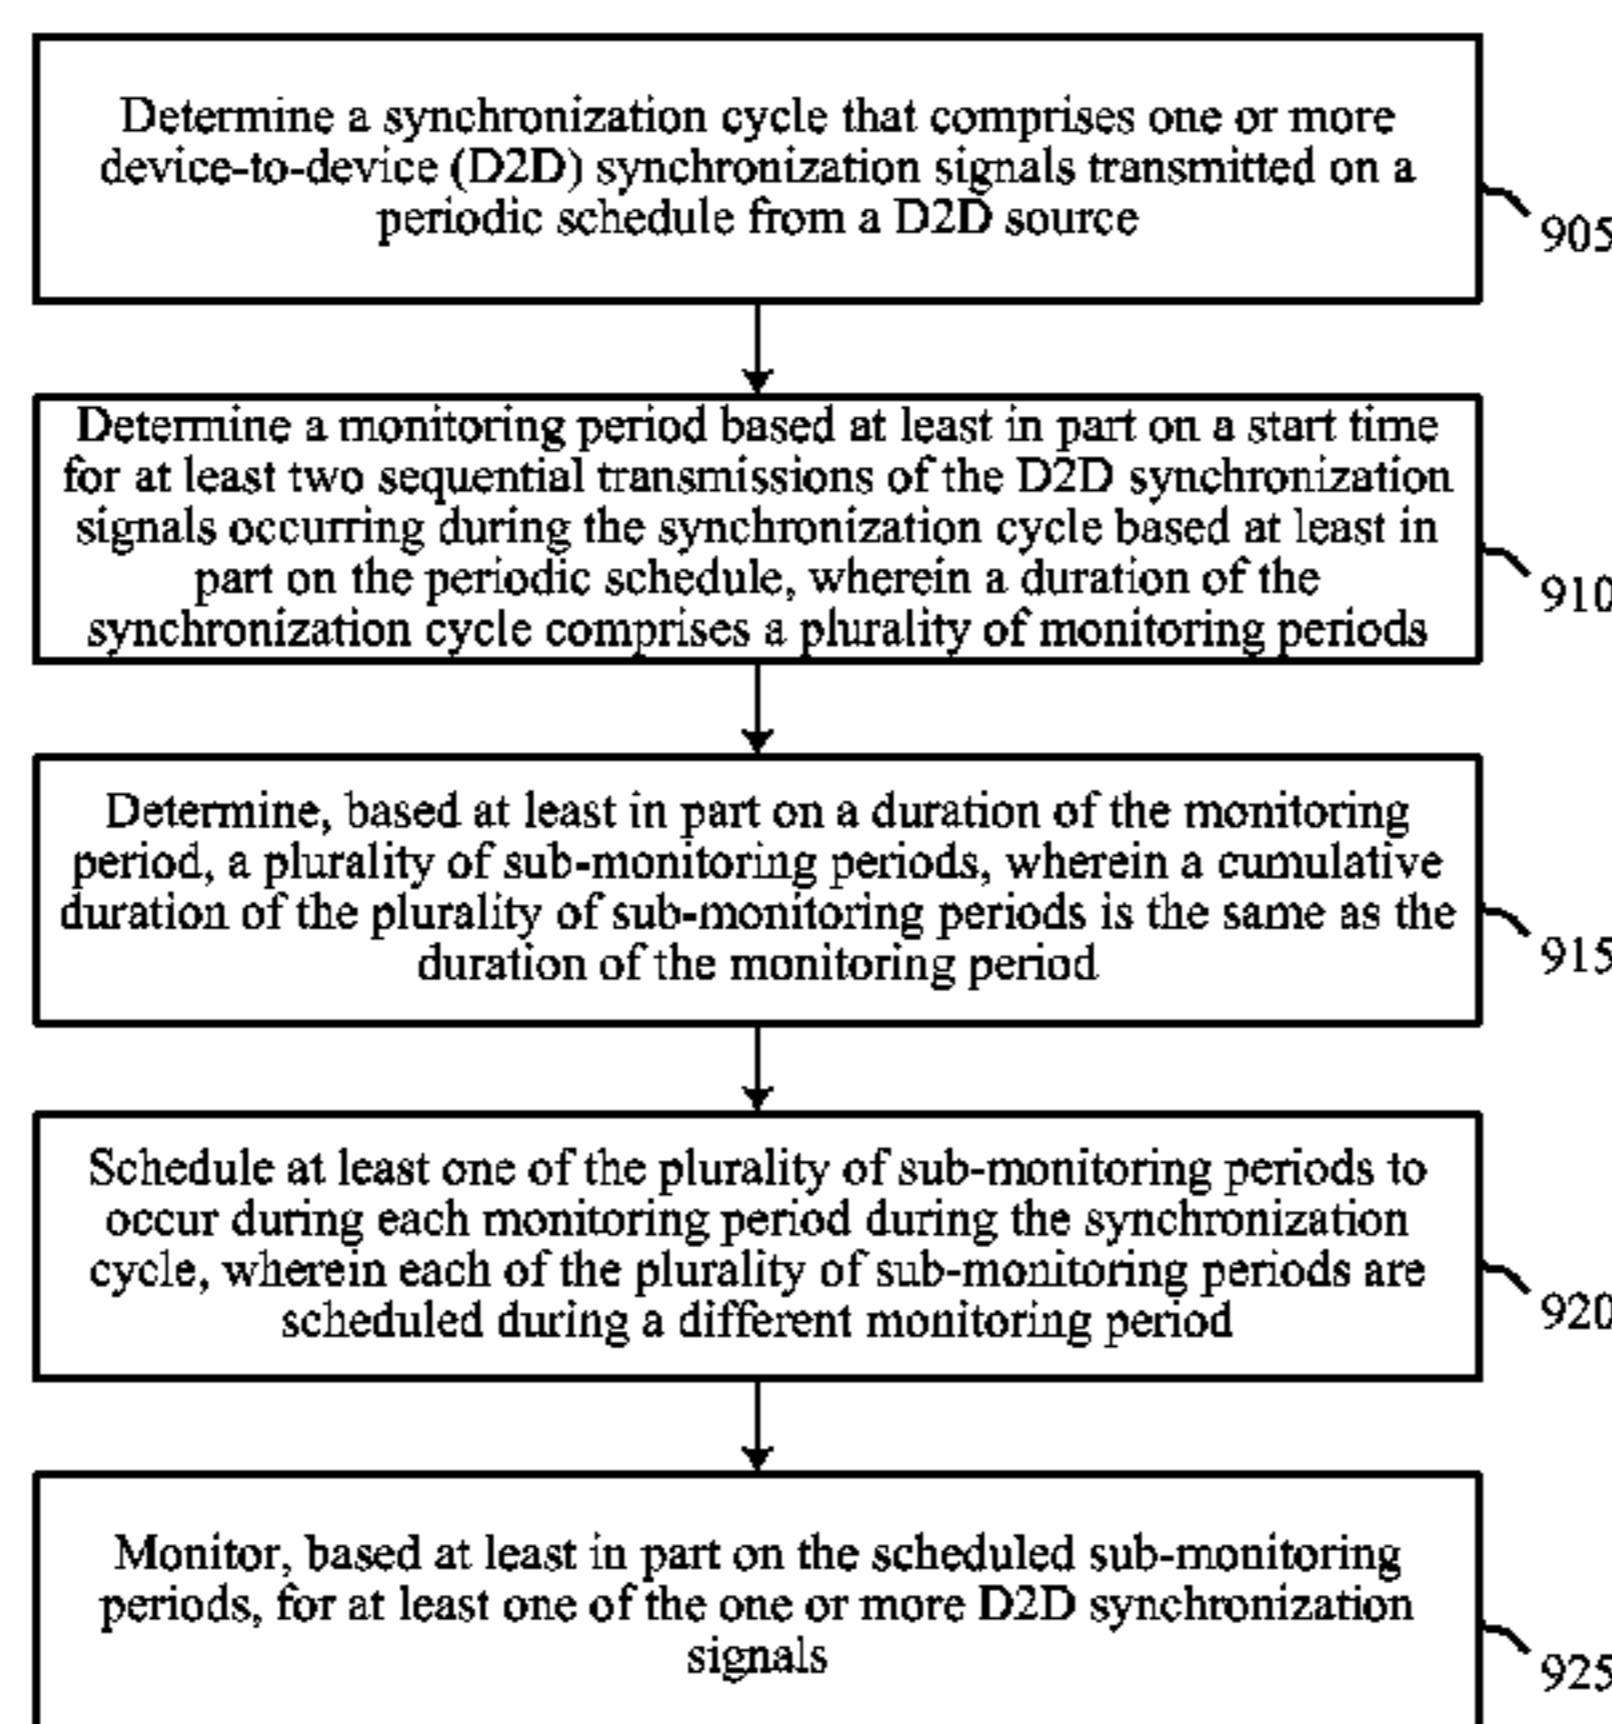 Determine a synchronization cycle that comprises one or more
device-to-device (D2D) synchronization signals transmitted on a
periodic schedule from a D2D source
905
Determine a monitoring period based at least in part on a start time
for at least two sequential transmissions of the D2D synchronization
signals occurring during the synchronization cycle based at least in
part on the periodic schedule, wherein a duration of the
synchronization cycle comprises a plurality of monitoring periods
910
Determine, based at least in part on a duration of the monitoring
period, a plurality of sub-monitoring periods, wherein a cumulative
duration of the plurality of sub-monitoring periods is the same as the
duration of the monitoring period
915
Schedule at least one of the plurality of sub-monitoring periods to
occur during each monitoring period during the synchronization
cycle, wherein each of the plurality of sub-monitoring periods are
scheduled during a different monitoring period
920
Monitor, based at least in part on the scheduled sub-monitoring
periods, for at least one of the one or more D2D synchronization
signals
925